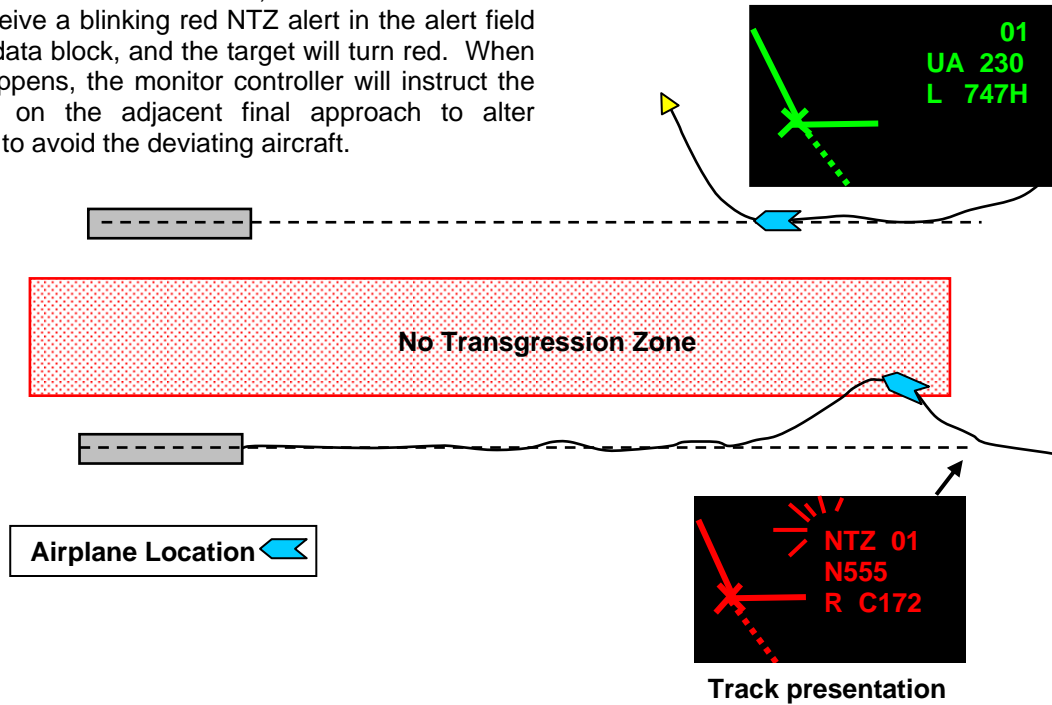 eive a blinking red NTZ alert in the alert field
data block, and the target will turn red. When
ppens, the monitor controller will instruct the
on the adjacent final approach to alter
to avoid the deviating aircraft.
01
UA 230
L 747H
No Transgression Zone
Airplane Location
NTZ 01
N555
R C172
Track presentation